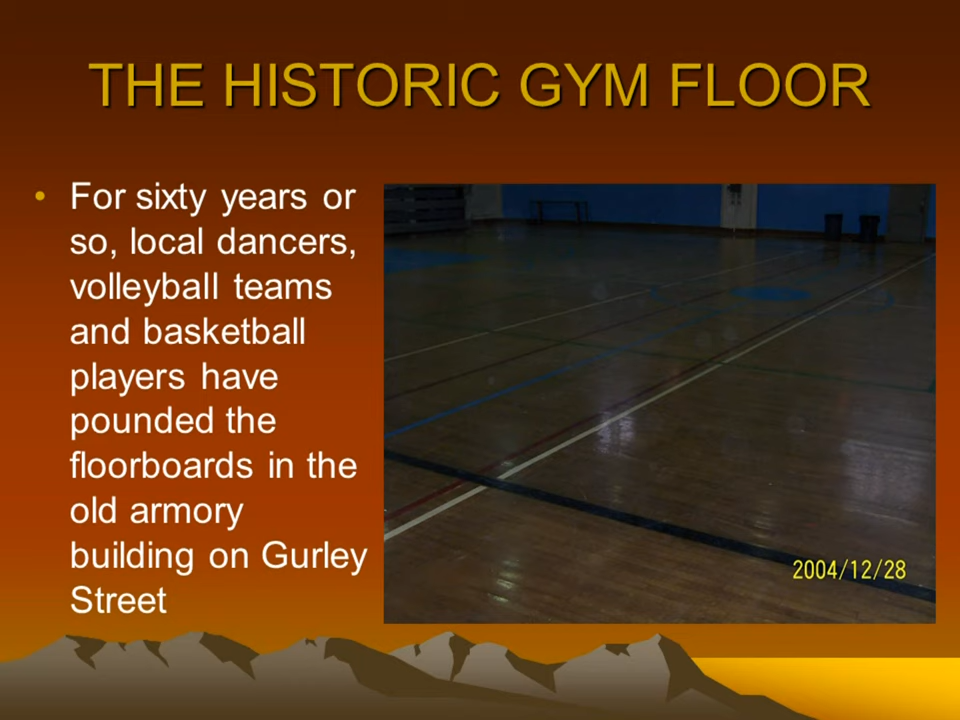 THE HISTORIC GYM FLOOR
• For sixty years or
so, local dancers,
volleyball teams
and basketball
players have
pounded the
floorboards in the
old armory
building on Gurley
Street
2004/12/28